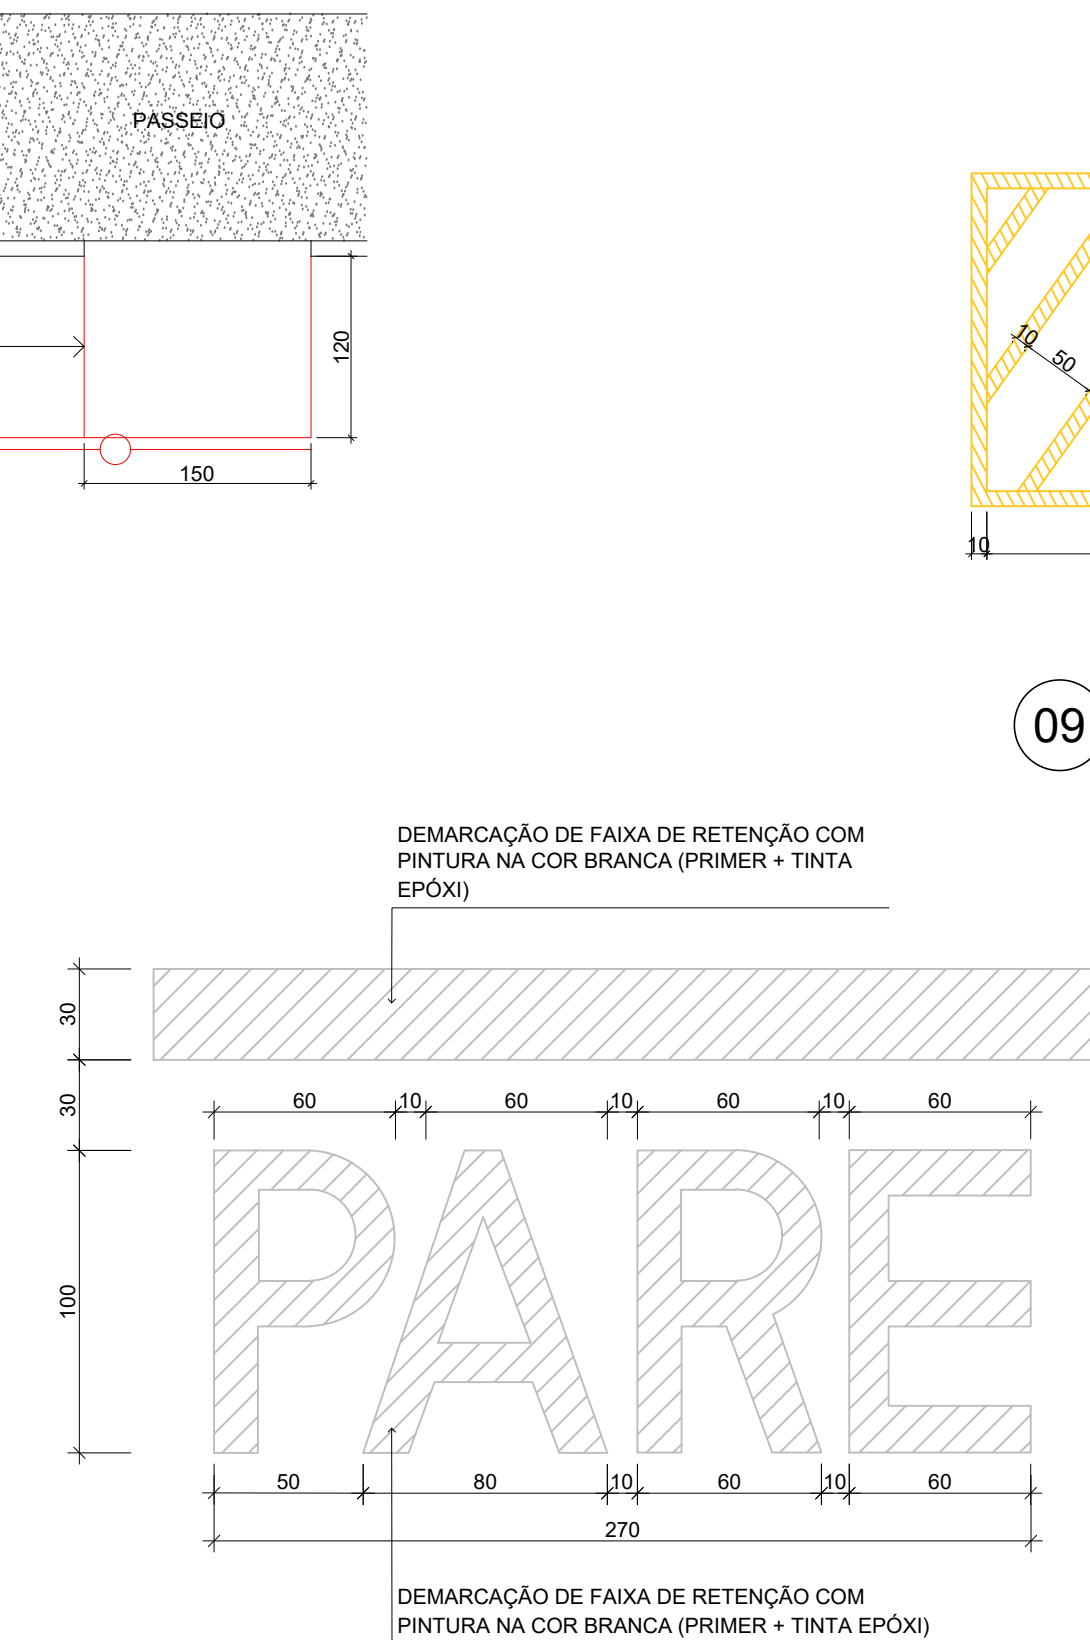 PASSEIO
120
150
10
50
10
09
DEMARCAÇÃO DE FAIXA DE RETENÇÃO COM
PINTURA NA COR BRANCA (PRIMER + TINTA
EPÓXI)
30
30
60 10 60 10 60 10 60
PARE
100
50 80 10 60 10 60
270
DEMARCAÇÃO DE FAIXA DE RETENÇÃO COM
PINTURA NA COR BRANCA (PRIMER + TINTA EPÓXI)